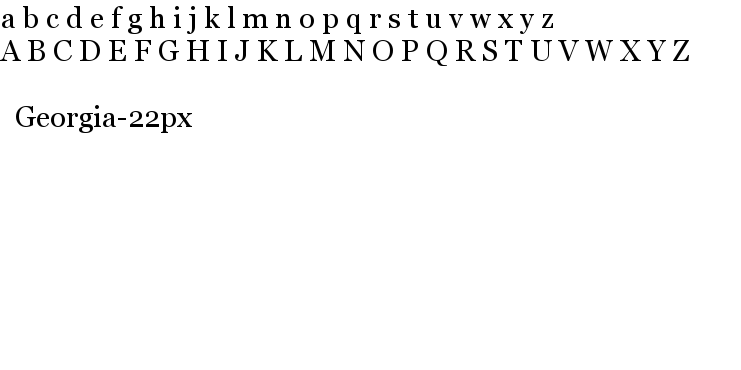 a b c d e f g h i j k l m n o p q r s t u v w x y z
A B C D E F G H I J K L M N O P Q R S T U V W X Y Z
Georgia-22px